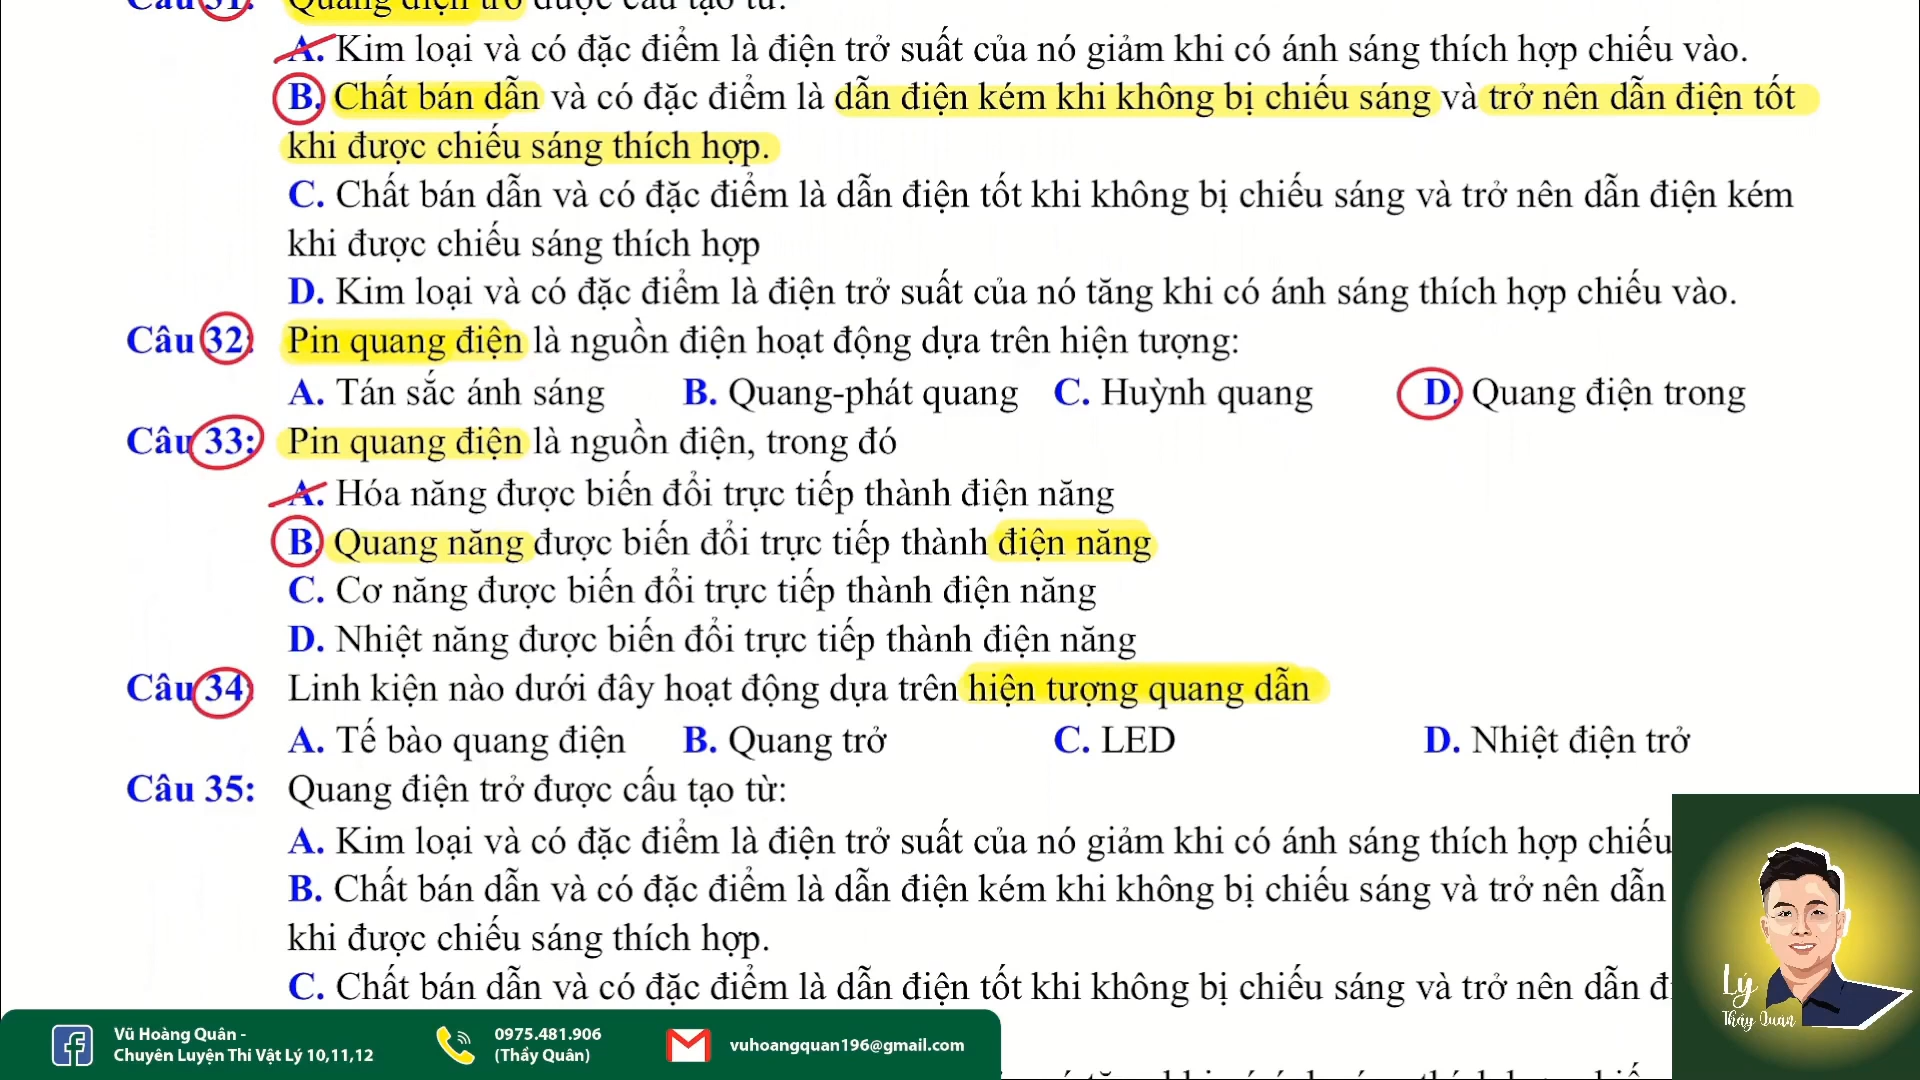 Câu 31: Quang điện trở được cấu tạo từ:
A. Kim loại và có đặc điểm là điện trở suất của nó giảm khi có ánh sáng thích hợp chiếu vào.
B. Chất bán dẫn và có đặc điểm là dẫn điện kém khi không bị chiếu sáng và trở nên dẫn điện tốt
khi được chiếu sáng thích hợp.
C. Chất bán dẫn và có đặc điểm là dẫn điện tốt khi không bị chiếu sáng và trở nên dẫn điện kém
khi được chiếu sáng thích hợp
D. Kim loại và có đặc điểm là điện trở suất của nó tăng khi có ánh sáng thích hợp chiếu vào.
Câu 32: Pin quang điện là nguồn điện hoạt động dựa trên hiện tượng:
A. Tán sắc ánh sáng B. Quang-phát quang C. Huỳnh quang D. Quang điện trong
Câu 33: Pin quang điện là nguồn điện, trong đó
A. Hóa năng được biến đổi trực tiếp thành điện năng
B. Quang năng được biến đổi trực tiếp thành điện năng
C. Cơ năng được biến đổi trực tiếp thành điện năng
D. Nhiệt năng được biến đổi trực tiếp thành điện năng
Câu 34: Linh kiện nào dưới đây hoạt động dựa trên hiện tượng quang dẫn
A. Tế bào quang điện B. Quang trở C. LED D. Nhiệt điện trở
Câu 35: Quang điện trở được cấu tạo từ:
A. Kim loại và có đặc điểm là điện trở suất của nó giảm khi có ánh sáng thích hợp chiếu
B. Chất bán dẫn và có đặc điểm là dẫn điện kém khi không bị chiếu sáng và trở nên dẫn
khi được chiếu sáng thích hợp.
C. Chất bán dẫn và có đặc điểm là dẫn điện tốt khi không bị chiếu sáng và trở nên dẫn
Lý
Thầy Quân
Vũ Hoàng Quân -
Chuyên Luyện Thi Vật Lý 10,11,12
0975.481.906
(Thầy Quân)
vuhoangquan196@gmail.com